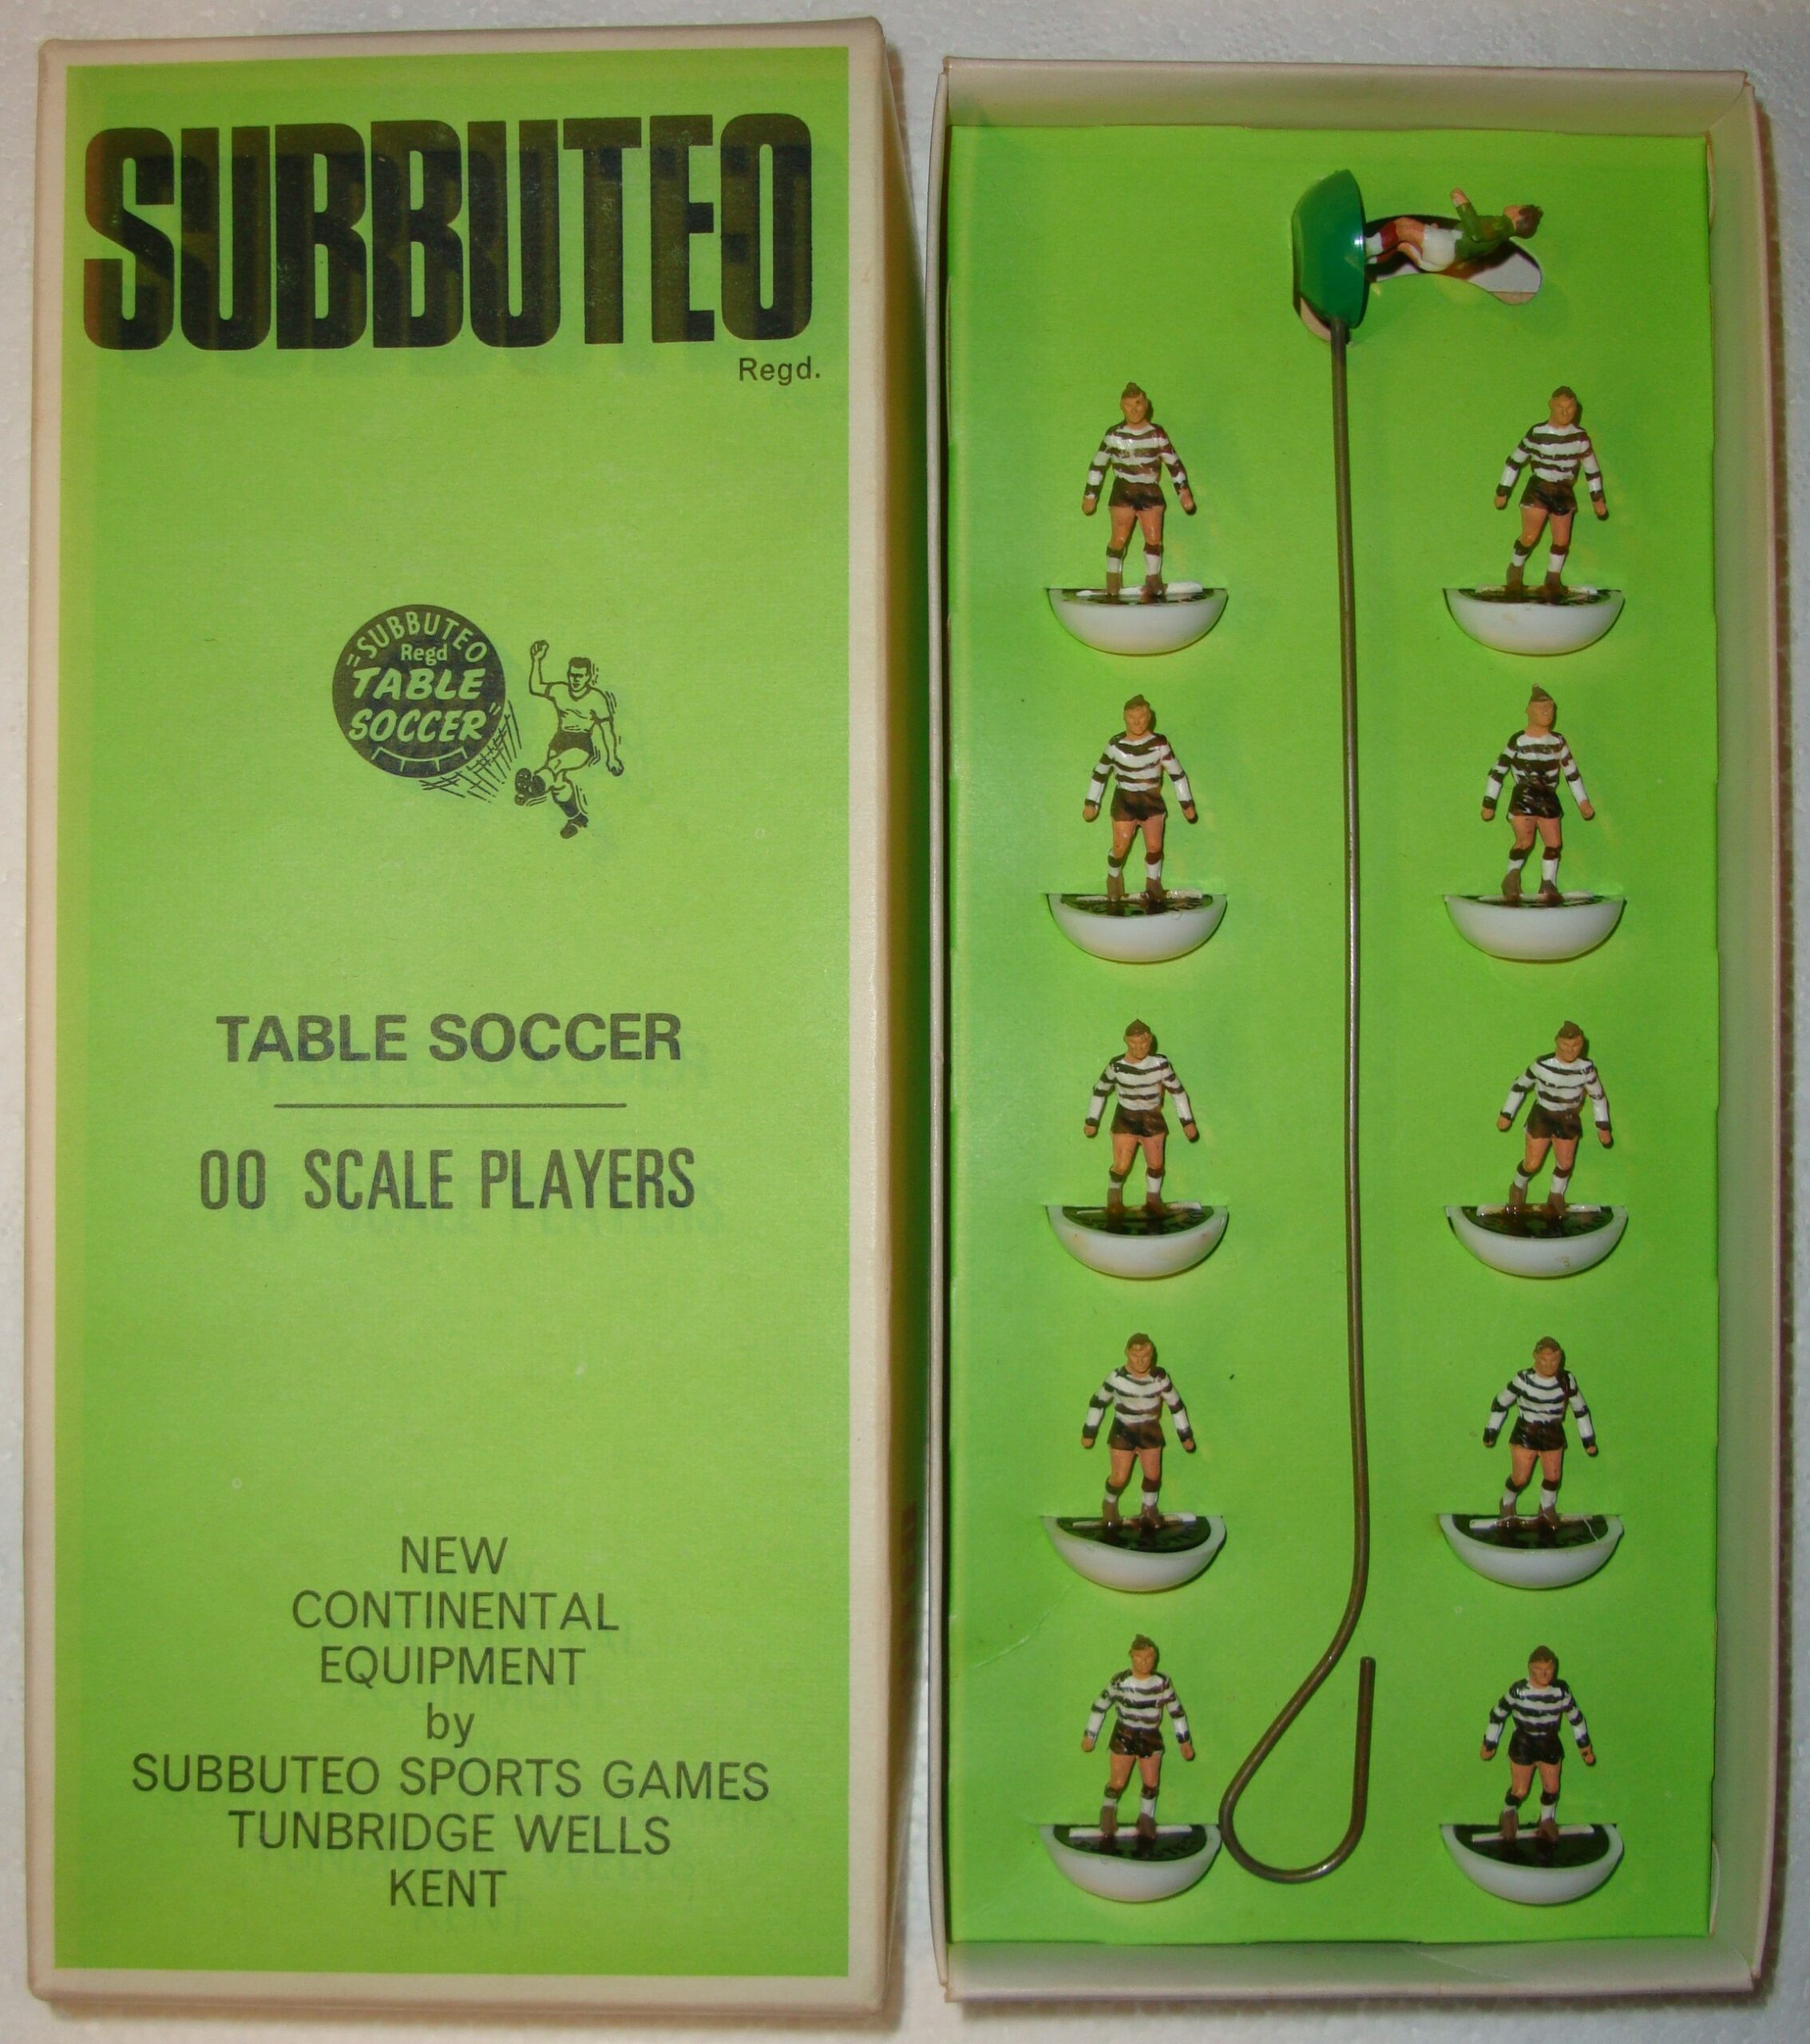 SUBBUTEO
Regd.
"SUBBUTEO
Regd
TABLE
SOCCER"
TABLE SOCCER
00 SCALE PLAYERS
NEW
CONTINENTAL
EQUIPMENT
by
SUBBUTEO SPORTS GAMES
TUNBRIDGE WELLS
KENT